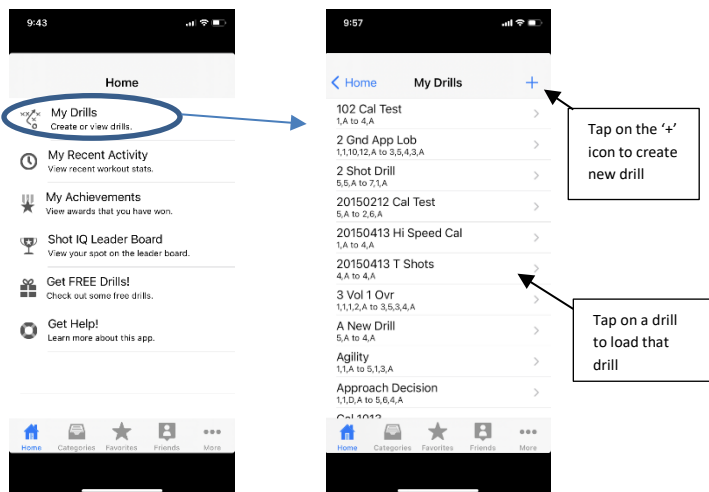 9:43
Home
My Drills
Create or view drills.
My Recent Activity
View recent workout stats.
My Achievements
View awards that you have won.
Shot IQ Leader Board
View your spot on the leader board.
Get FREE Drills!
Check out some free drills.
Get Help!
Learn more about this app.
Home Categories Favorites Friends More
9:57
Home My Drills +
102 Cal Test
1,A to 4,A
2 Gnd App Lob
1,1,10,12,A to 3,5,4,3,A
2 Shot Drill
5,5,A to 7,1,A
20150212 Cal Test
5,A to 2,6,A
20150413 Hi Speed Cal
1,A to 4,A
20150413 T Shots
4,A to 4,A
3 Vol 1 Ovr
1,1,1,2,A to 3,5,3,4,A
A New Drill
5,A to 4,A
Agility
1,1,A to 5,1,3,A
Approach Decision
1,1,D,A to 5,6,4,A
Cal 1013
Home Categories Favorites Friends More
Tap on the ‘+’
icon to create
new drill
Tap on a drill
to load that
drill